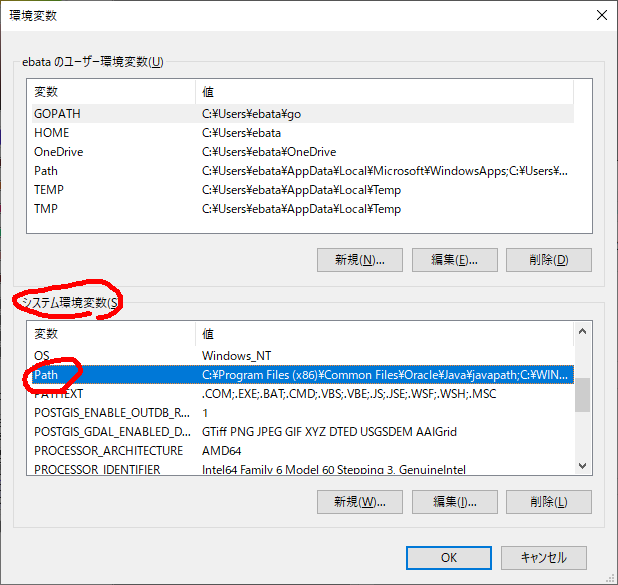 環境変数
ebata のユーザー環境変数(U)
変数 値
GOPATH C:¥Users¥ebata¥go
HOME C:¥Users¥ebata
OneDrive C:¥Users¥ebata¥OneDrive
Path C:¥Users¥ebata¥AppData¥Local¥Microsoft¥WindowsApps;C:¥Users¥...
TEMP C:¥Users¥ebata¥AppData¥Local¥Temp
TMP C:¥Users¥ebata¥AppData¥Local¥Temp
新規(N)... 編集(E)... 削除(D)
システム環境変数(S)
変数 値
OS Windows_NT
Path C:¥Program Files (x86)¥Common Files¥Oracle¥Java¥javapath;C:¥WIN...
PATHEXT .COM;.EXE;.BAT;.CMD;.VBS;.VBE;.JS;.JSE;.WSF;.WSH;.MSC
POSTGIS_ENABLE_OUTDB_R... 1
POSTGIS_GDAL_ENABLED_D... GTiff PNG JPEG GIF XYZ DTED USGSDEM AAIGrid
PROCESSOR_ARCHITECTURE AMD64
PROCESSOR_IDENTIFIER Intel64 Family 6 Model 60 Stepping 3, GenuineIntel
新規(W)... 編集(I)... 削除(L)
OK キャンセル